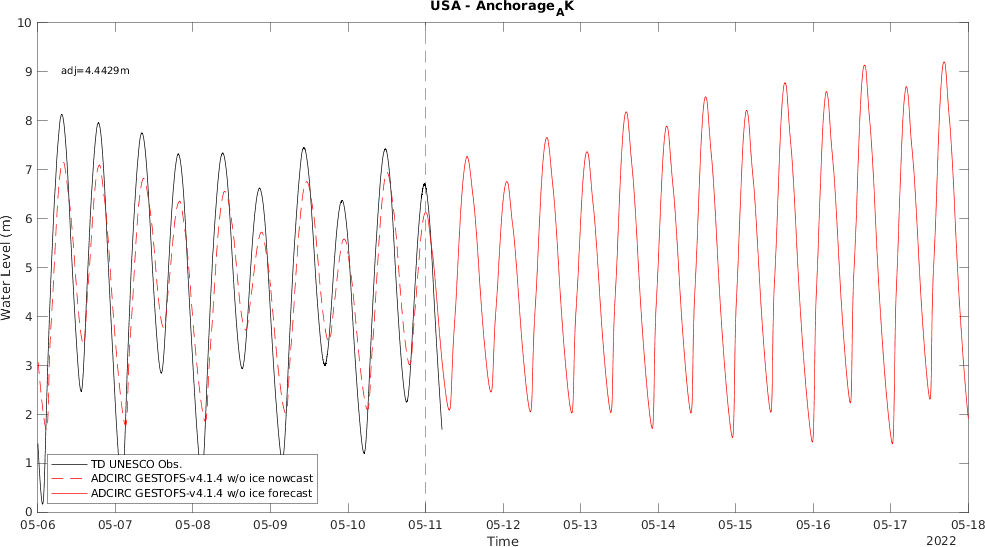 USA - Anchorage_AK
10
9
8
7
6
5
4
3
2
1
0
Water Level (m)
adj=4.4429m
TD UNESCO Obs.
ADCIRC GESTOFS-v4.1.4 w/o ice nowcast
ADCIRC GESTOFS-v4.1.4 w/o ice forecast
05-06 05-07 05-08 05-09 05-10 05-11 05-12 05-13 05-14 05-15 05-16 05-17 05-18
Time
2022